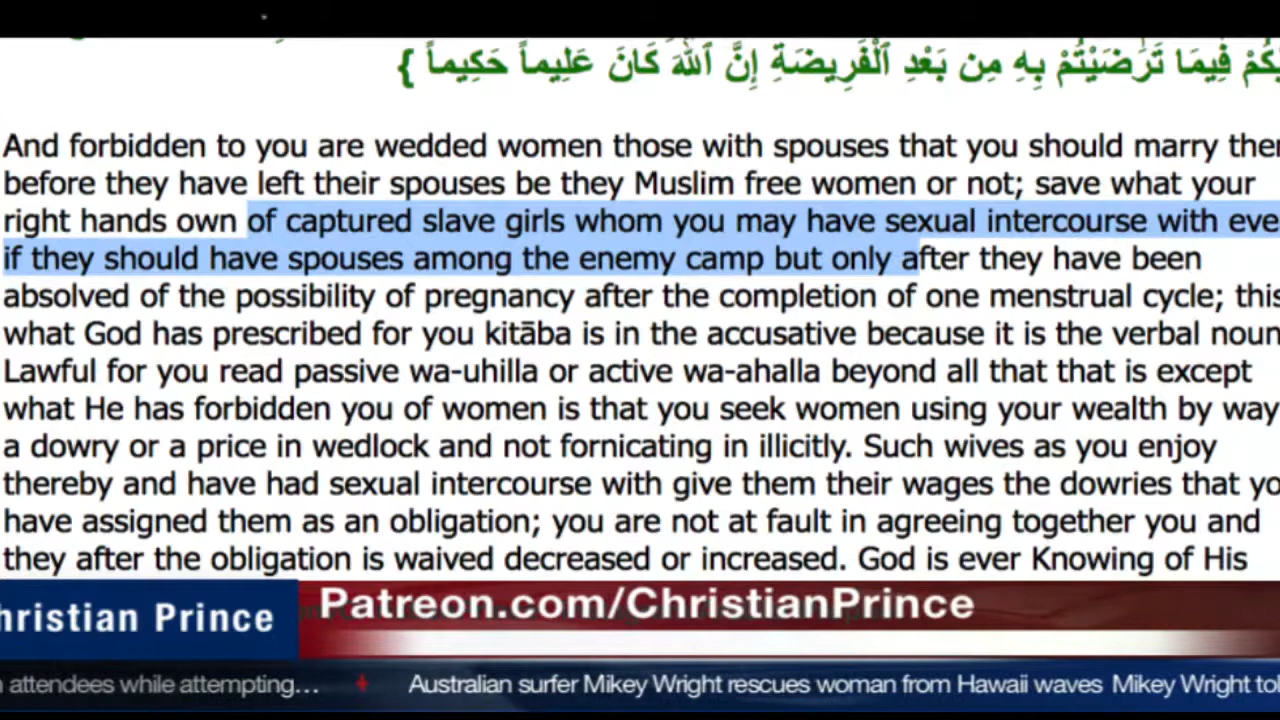 فِيمَا تَرَٰضَيْتُمْ بِهِ مِن بَعْدِ ٱلْفَرِيضَةِ إِنَّ ٱللَّهَ كَانَ عَلِيماً حَكِيماً }
And forbidden to you are wedded women those with spouses that you should marry
before they have left their spouses be they Muslim free women or not; save what your
right hands own of captured slave girls whom you may have sexual intercourse with
if they should have spouses among the enemy camp but only after they have been
absolved of the possibility of pregnancy after the completion of one menstrual cycle; this
what God has prescribed for you kitāba is in the accusative because it is the verbal noun
Lawful for you read passive wa-uhilla or active wa-ahalla beyond all that that is except
what He has forbidden you of women is that you seek women using your wealth by way
a dowry or a price in wedlock and not fornicating in illicitly. Such wives as you enjoy
thereby and have had sexual intercourse with give them their wages the dowries that
have assigned them as an obligation; you are not at fault in agreeing together you and
they after the obligation is waived decreased or increased. God is ever Knowing of His
hristian Prince
Patreon.com/ChristianPrince
attendees while attempting... Australian surfer Mikey Wright rescues woman from Hawaii waves Mikey Wright